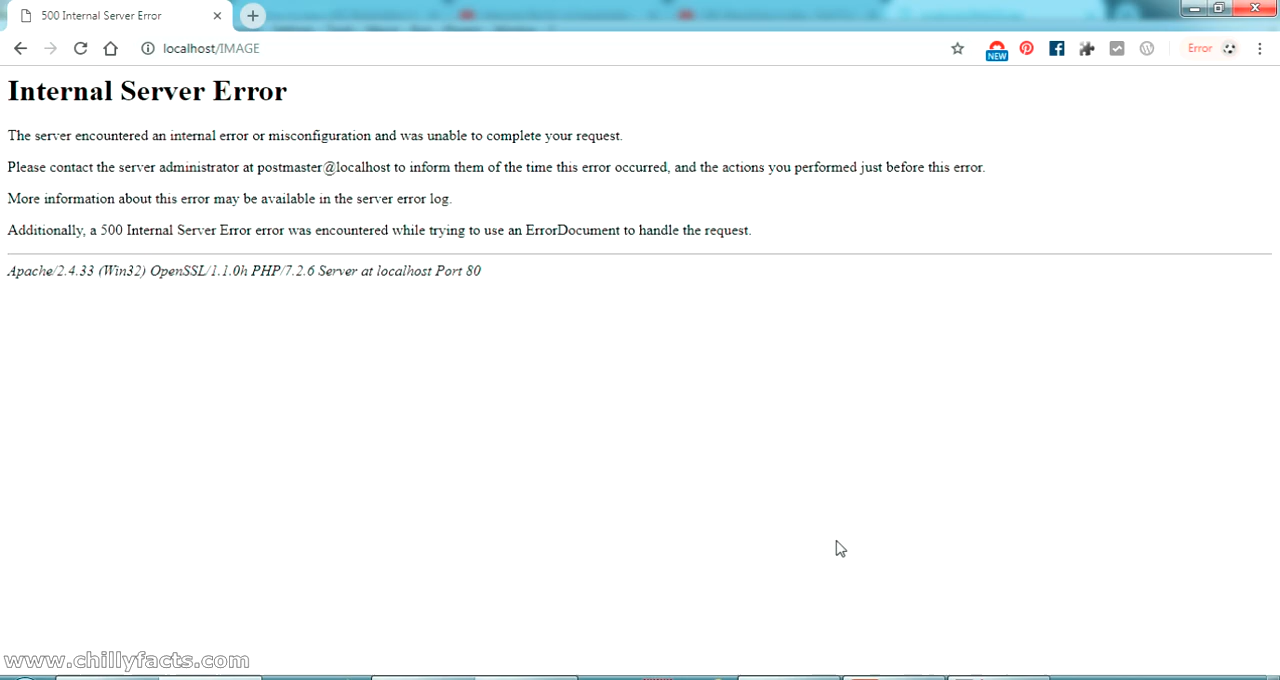 500 Internal Server Error
localhost/IMAGE
NEW
Error
Internal Server Error
The server encountered an internal error or misconfiguration and was unable to complete your request.
Please contact the server administrator at postmaster@localhost to inform them of the time this error occurred, and the actions you performed just before this error.
More information about this error may be available in the server error log.
Additionally, a 500 Internal Server Error error was encountered while trying to use an ErrorDocument to handle the request.
Apache/2.4.33 (Win32) OpenSSL/1.1.0h PHP/7.2.6 Server at localhost Port 80
www.chillyfacts.com